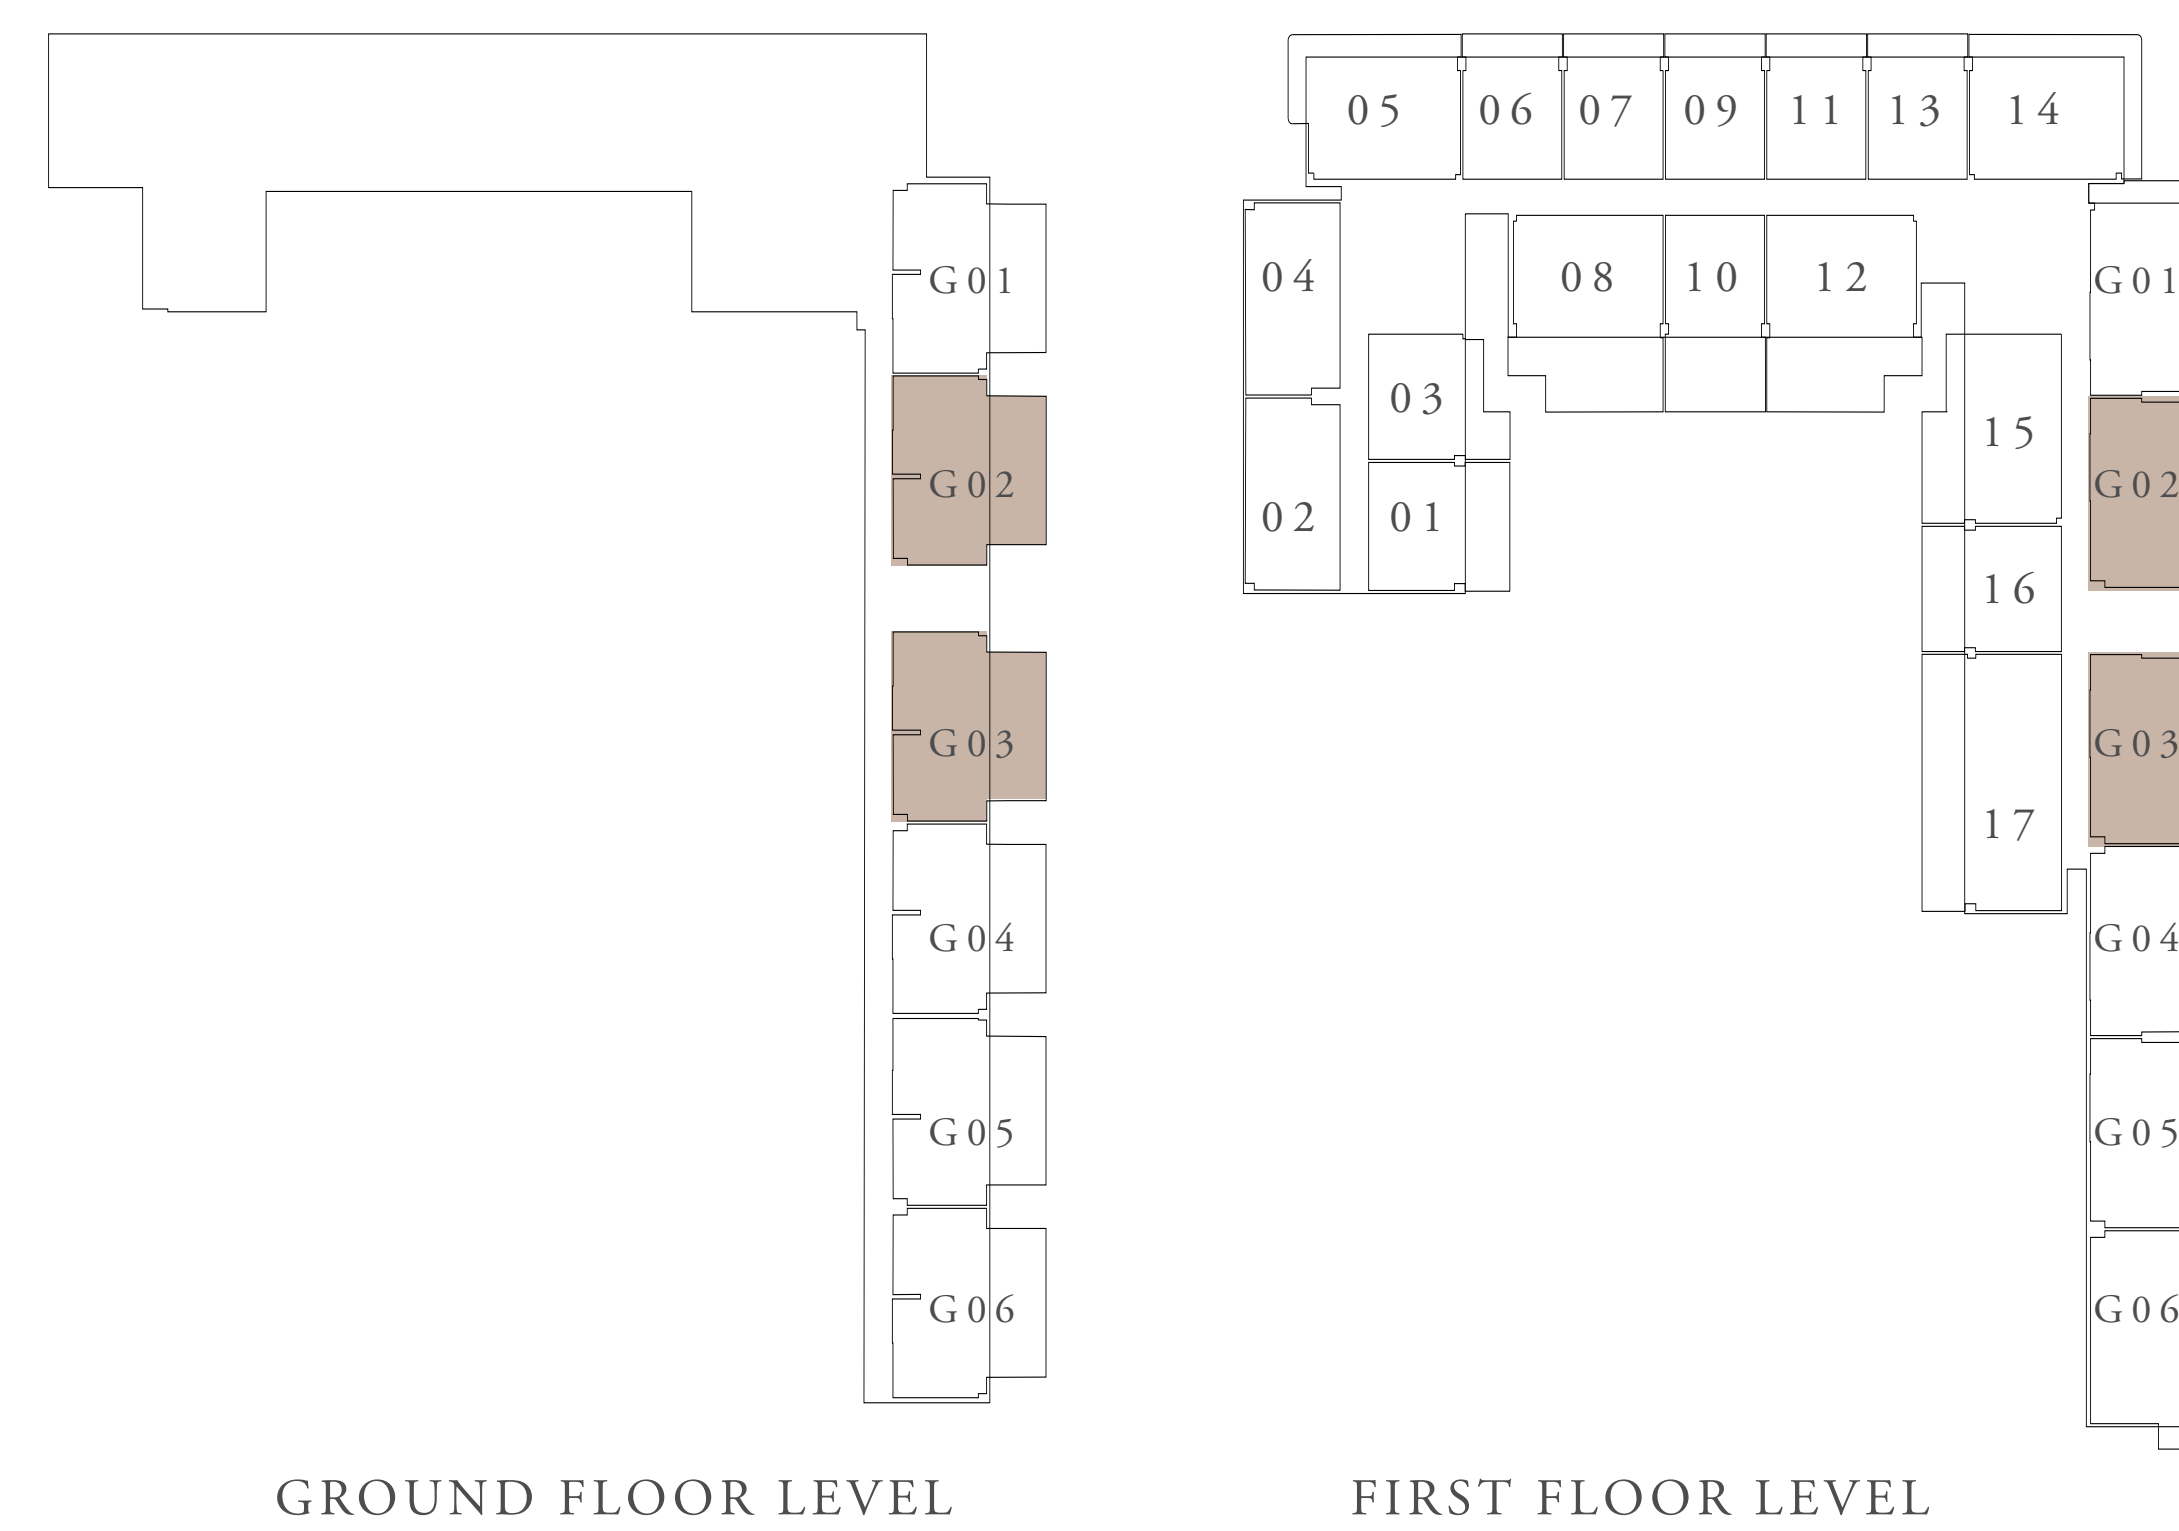 G01
G02
G03
G04
G05
G06
GROUND FLOOR LEVEL
05 06 07 09 11 13 14
04 08 10 12 G01
03 15 G02
02 01 16
G03
17
G04
G05
G06
FIRST FLOOR LEVEL